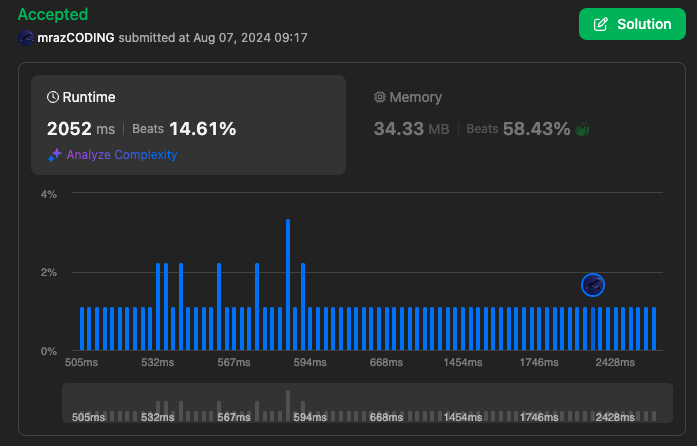 Accepted
mrazCODING submitted at Aug 07, 2024 09:17
Solution
Runtime
2052 ms | Beats 14.61%
Analyze Complexity
Memory
34.33 MB | Beats 58.43%
4%
2%
0%
505ms 532ms 567ms 594ms 668ms 1454ms 1746ms 2428ms
505ms 532ms 567ms 594ms 668ms 1454ms 1746ms 2428ms